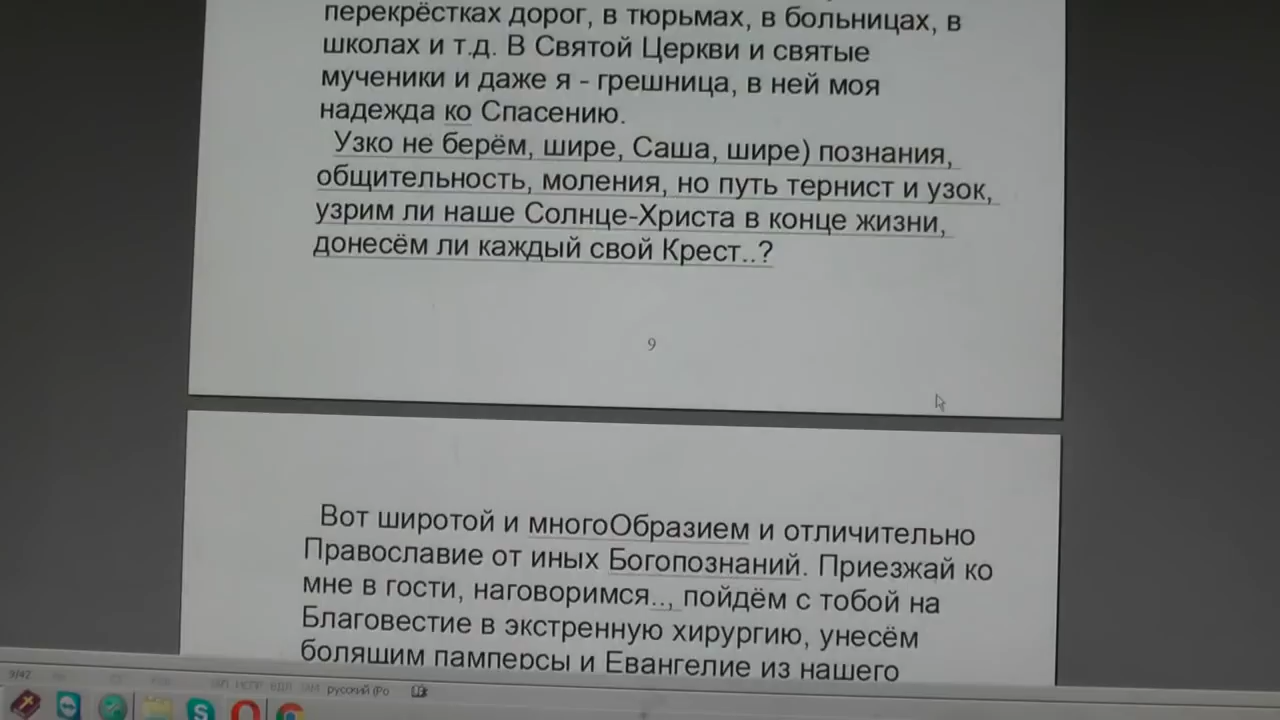 перекрёстках дорог, в тюрьмах, в больницах, в
школах и т.д. В Святой Церкви и святые
мученики и даже я - грешница, в ней моя
надежда ко Спасению.
Узко не берём, шире, Саша, шире) познания,
общительность, моления, но путь тернист и узок,
узрим ли наше Солнце-Христа в конце жизни,
донесём ли каждый свой Крест..?
9
Вот широтой и многоОбразием и отличительно
Православие от иных Богопознаний. Приезжай ко
мне в гости, наговоримся.., пойдём с тобой на
Благовестие в экстренную хирургию, унесём
болящим памперсы и Евангелие из нашего
9/42
русский (Ро